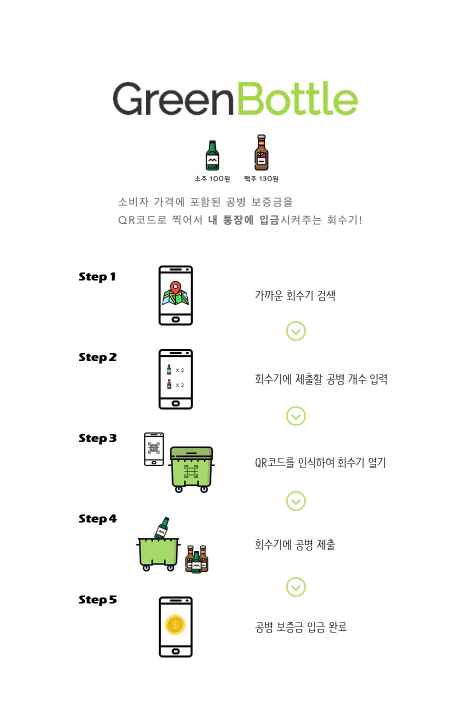 GreenBottle
소주 100원 맥주 130원
소비자 가격에 포함된 공병 보증금을
QR코드로 찍어서 내 통장에 입금시켜주는 회수기!
Step 1
가까운 회수기 검색
Step 2
X 2
X 2
회수기에 제출할 공병 개수 입력
Step 3
QR코드를 인식하여 회수기 열기
Step 4
회수기에 공병 제출
Step 5
$
공병 보증금 입금 완료